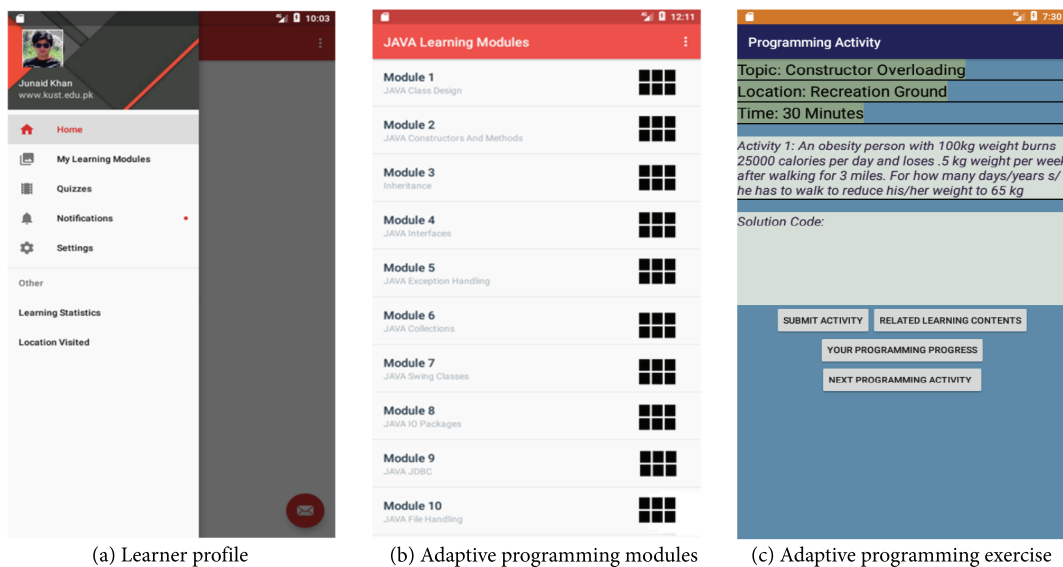 10:03
Junaid Khan
www.kust.edu.pk
Home
My Learning Modules
Quizzes
Notifications
Settings
Other
Learning Statistics
Location Visited
(a) Learner profile
12:11
JAVA Learning Modules
Module 1
JAVA Class Design
Module 2
JAVA Constructors And Methods
Module 3
Inheritance
Module 4
JAVA Interfaces
Module 5
JAVA Exception Handling
Module 6
JAVA Collections
Module 7
JAVA Swing Classes
Module 8
JAVA IO Packages
Module 9
JAVA JDBC
Module 10
JAVA File Handling
(b) Adaptive programming modules
7:30
Programming Activity
Topic: Constructor Overloading
Location: Recreation Ground
Time: 30 Minutes
Activity 1: An obesity person with 100kg weight burns
25000 calories per day and loses .5 kg weight per week
after walking for 3 miles. For how many days/years s/
he has to walk to reduce his/her weight to 65 kg
Solution Code:
SUBMIT ACTIVITY RELATED LEARNING CONTENTS
YOUR PROGRAMMING PROGRESS
NEXT PROGRAMMING ACTIVITY
(c) Adaptive programming exercise